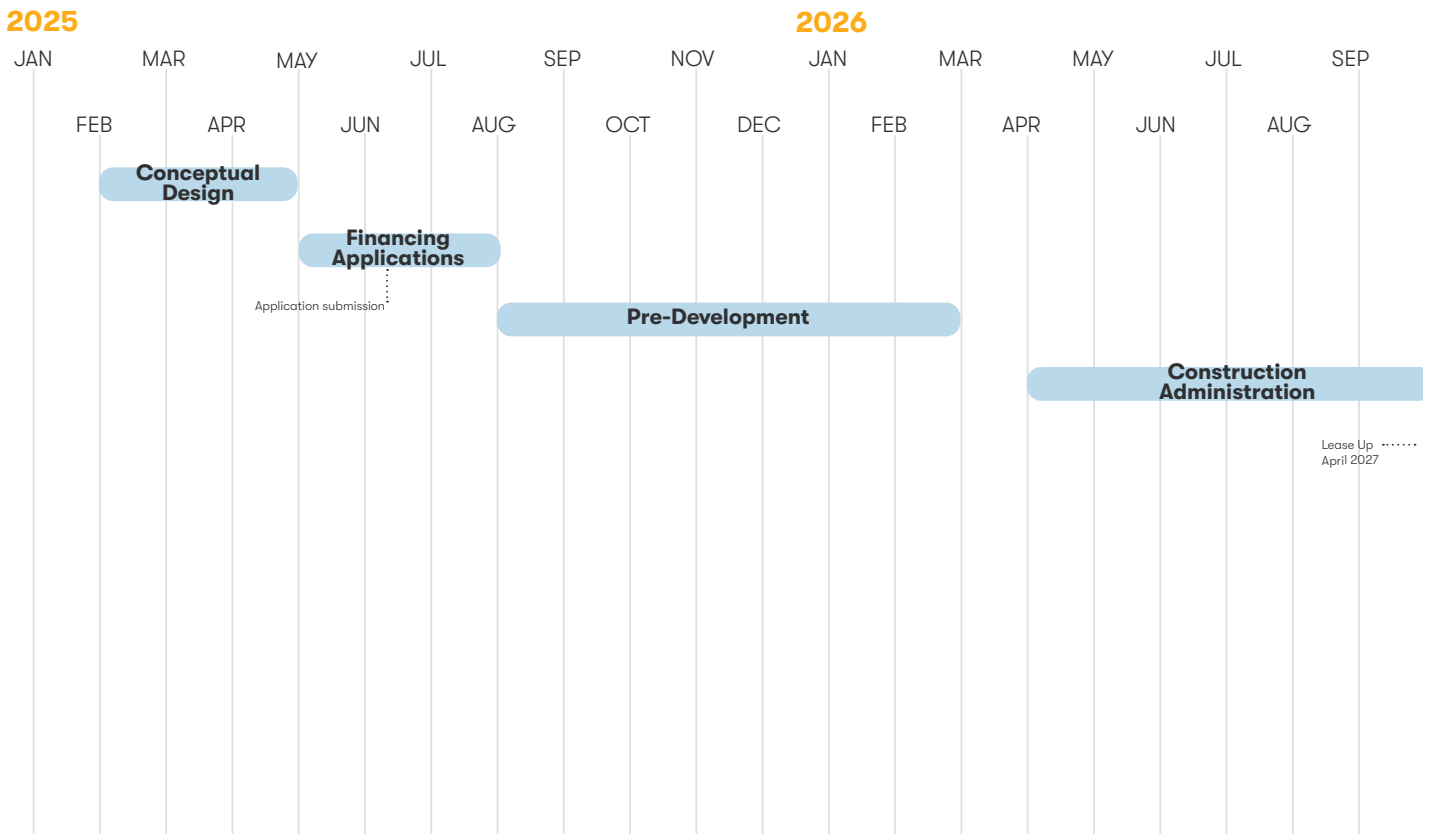 2025 2026
JAN MAR MAY JUL SEP NOV JAN MAR MAY JUL SEP
FEB APR JUN AUG OCT DEC FEB APR JUN AUG
Conceptual
Design
Financing
Applications
Application submission
Pre-Development
Construction
Administration
Lease Up
April 2027